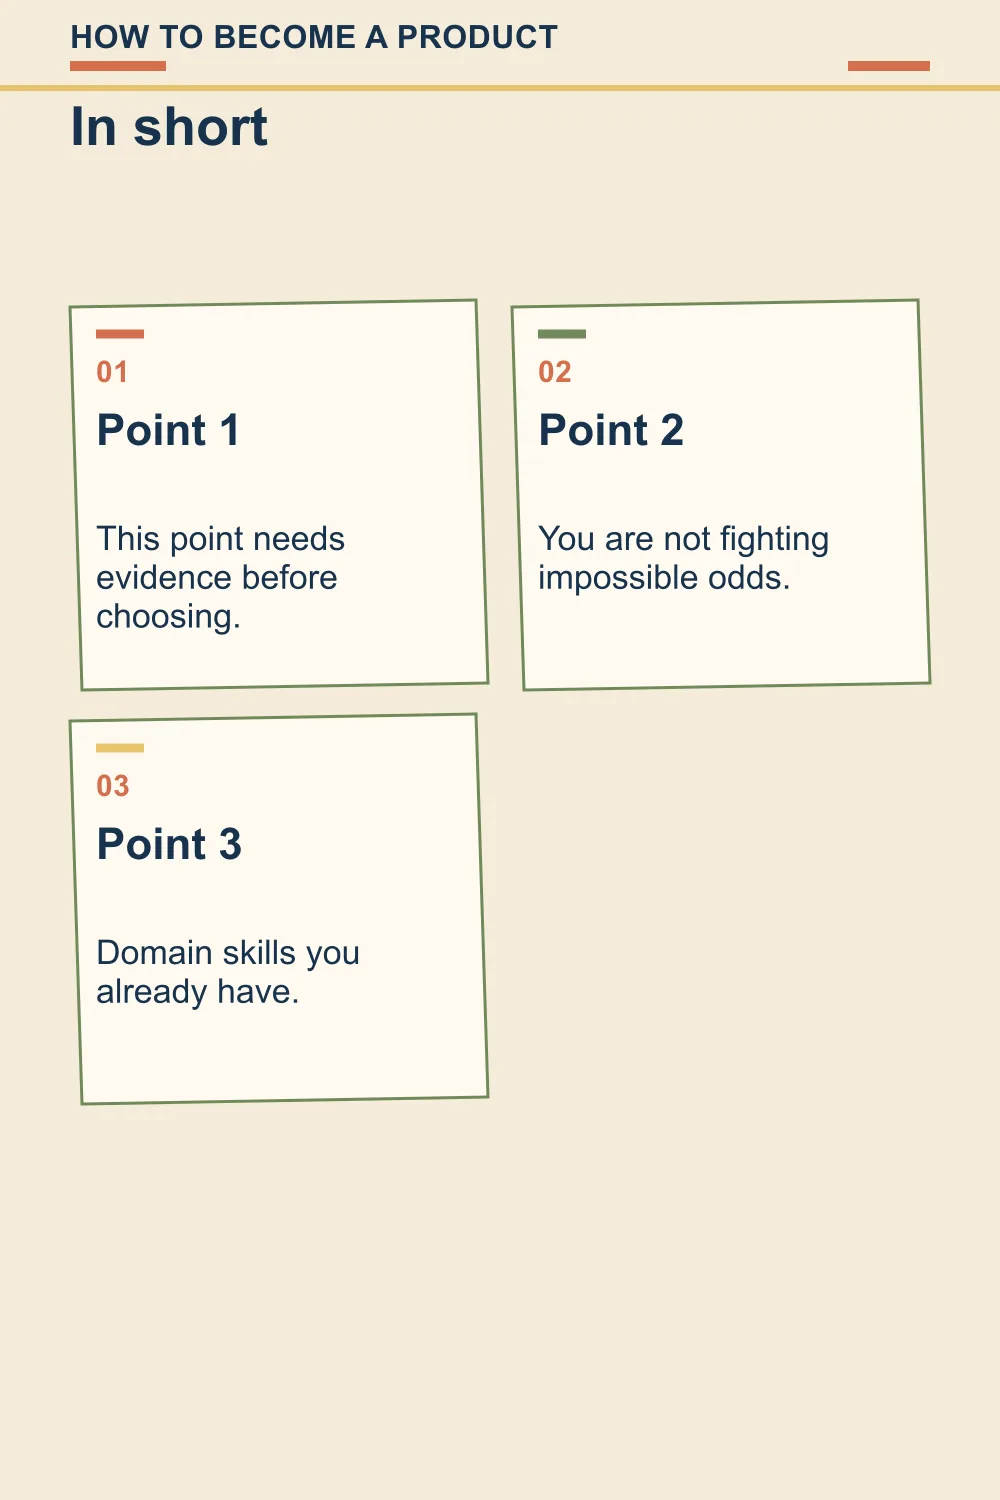 HOW TO BECOME A PRODUCT
In short
01
Point 1
This point needs
evidence before
choosing.
02
Point 2
You are not fighting
impossible odds.
03
Point 3
Domain skills you
already have.